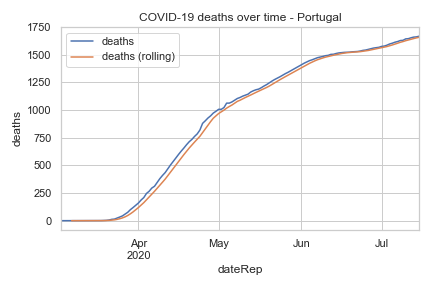 COVID-19 deaths over time - Portugal
deaths
deaths (rolling)
1750
1500
1250
1000
750
500
250
0
deaths
Apr
2020
May
Jun
Jul
dateRep